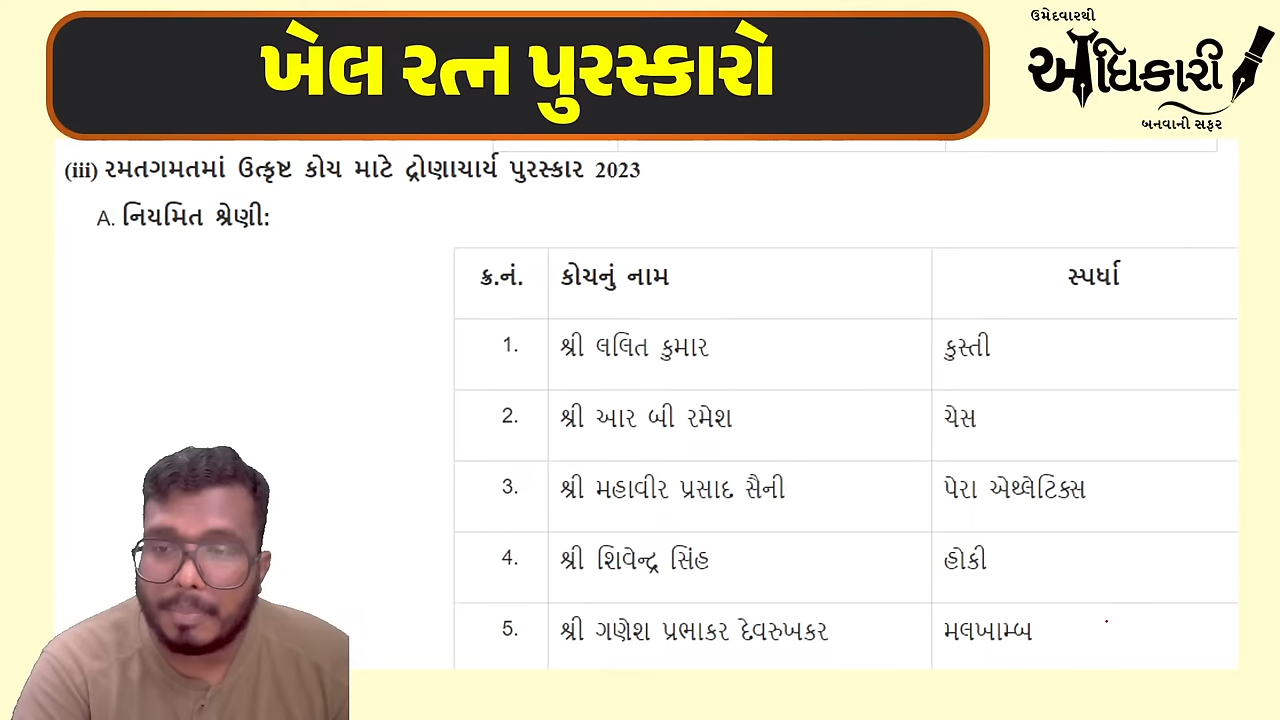 ખેલ રત્ન પુરસ્કારો
ઉમેદવારથી
અધિકારી
બનવાની સફર
(iii) રમતગમતમાં ઉત્કૃષ્ટ કોચ માટે દ્રોણાચાર્ય પુરસ્કાર 2023
A. નિયમિત શ્રેણી:
ક્ર.નં. કોચનું નામ સ્પર્ધા
1. શ્રી લલિત કુમાર કુસ્તી
2. શ્રી આર બી રમેશ ચેસ
3. શ્રી મહાવીર પ્રસાદ સૈની પેરા એથ્લેટિક્સ
4. શ્રી શિવેન્દ્ર સિંહ હોકી
5. શ્રી ગણેશ પ્રભાકર દેવરુખકર મલખામ્બ